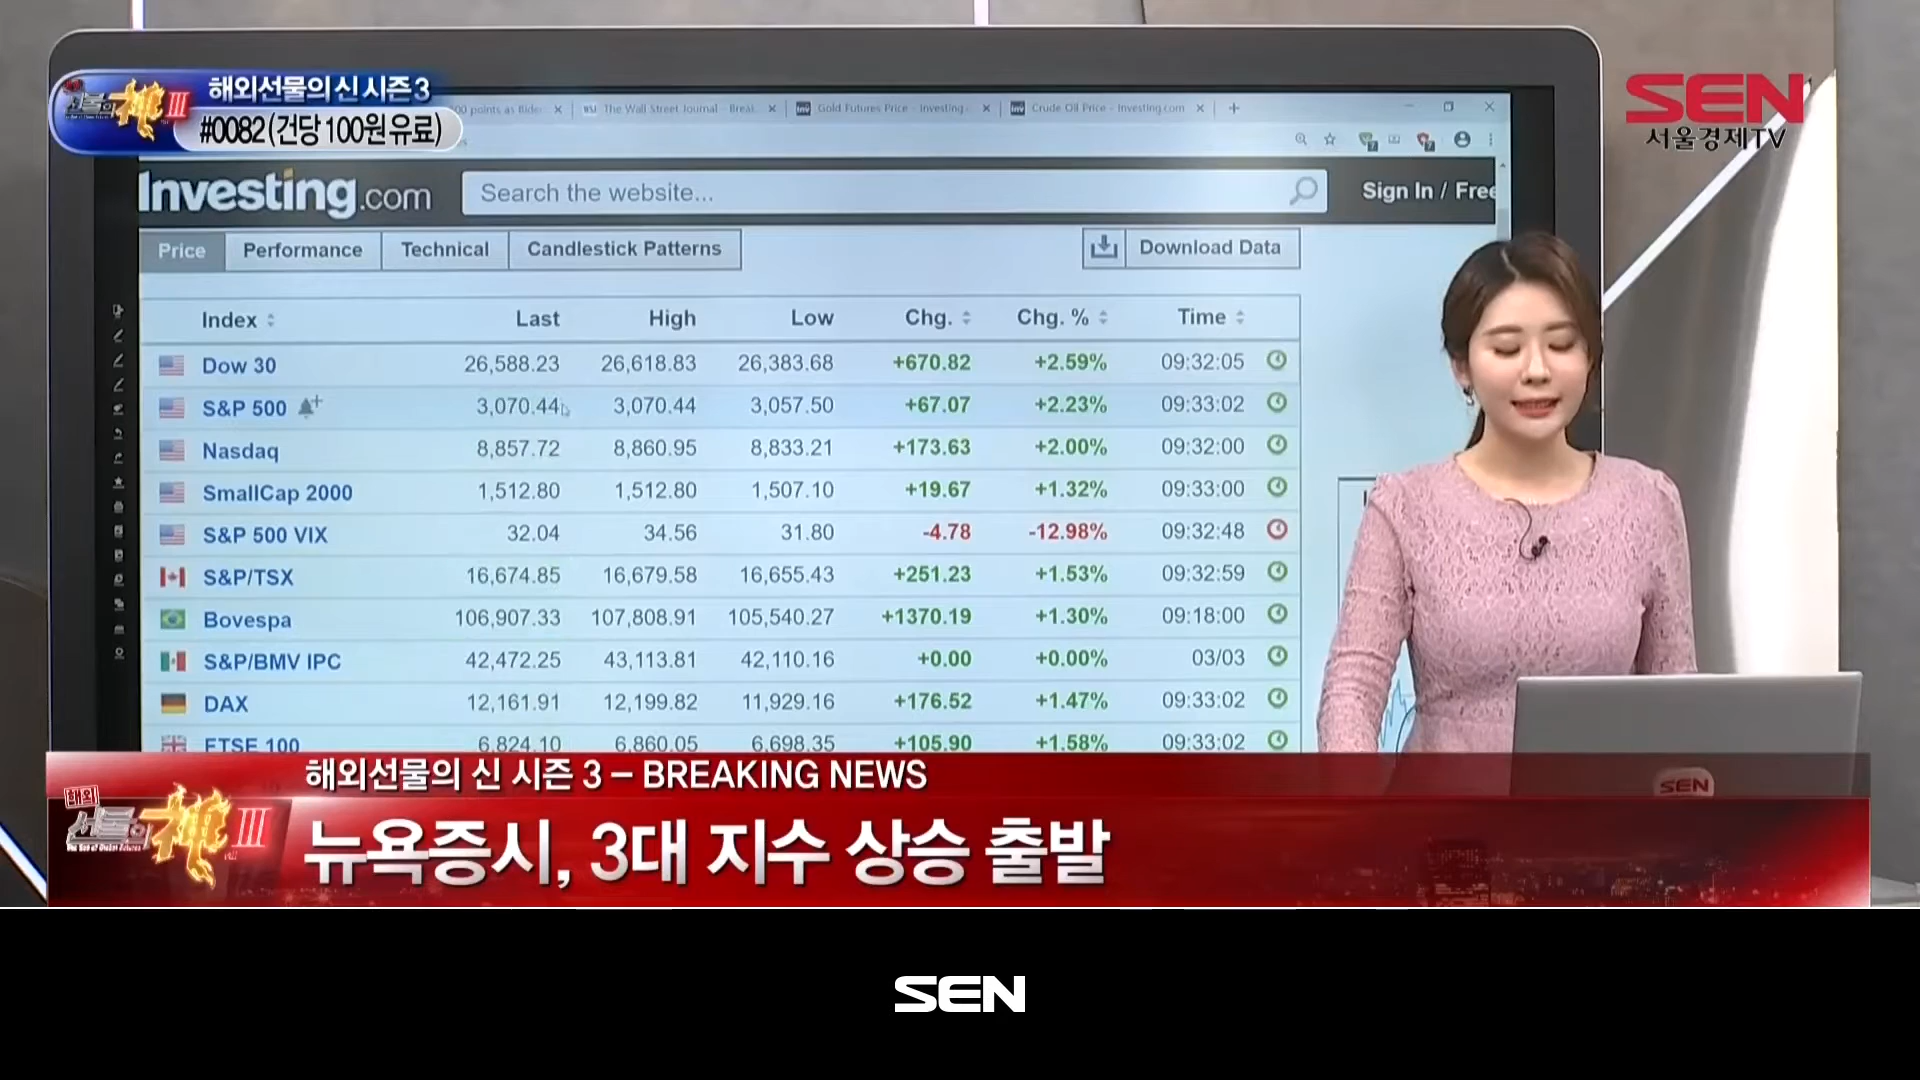 해외선물의 신 시즌 3
#0082 (건당 100원 유료)
The Wall Street Journal - Break
Gold Futures Price - Investing
Crude Oil Price - Investing.com
SEN
서울경제TV
Investing.com
Search the website...
Sign In / Free
Price Performance Technical Candlestick Patterns Download Data
Index Last High Low Chg. Chg. % Time
Dow 30 26,588.23 26,618.83 26,383.68 +670.82 +2.59% 09:32:05
S&P 500 3,070.44 3,070.44 3,057.50 +67.07 +2.23% 09:33:02
Nasdaq 8,857.72 8,860.95 8,833.21 +173.63 +2.00% 09:32:00
SmallCap 2000 1,512.80 1,512.80 1,507.10 +19.67 +1.32% 09:33:00
S&P 500 VIX 32.04 34.56 31.80 -4.78 -12.98% 09:32:48
S&P/TSX 16,674.85 16,679.58 16,655.43 +251.23 +1.53% 09:32:59
Bovespa 106,907.33 107,808.91 105,540.27 +1370.19 +1.30% 09:18:00
S&P/BMV IPC 42,472.25 43,113.81 42,110.16 +0.00 +0.00% 03/03
DAX 12,161.91 12,199.82 11,929.16 +176.52 +1.47% 09:33:02
FTSE 100 6,824.10 6,860.05 6,698.35 +105.90 +1.58% 09:33:02
해외선물의 신 시즌 3 – BREAKING NEWS
SEN
해외
선물의 神 III
뉴욕증시, 3대 지수 상승 출발
SEN